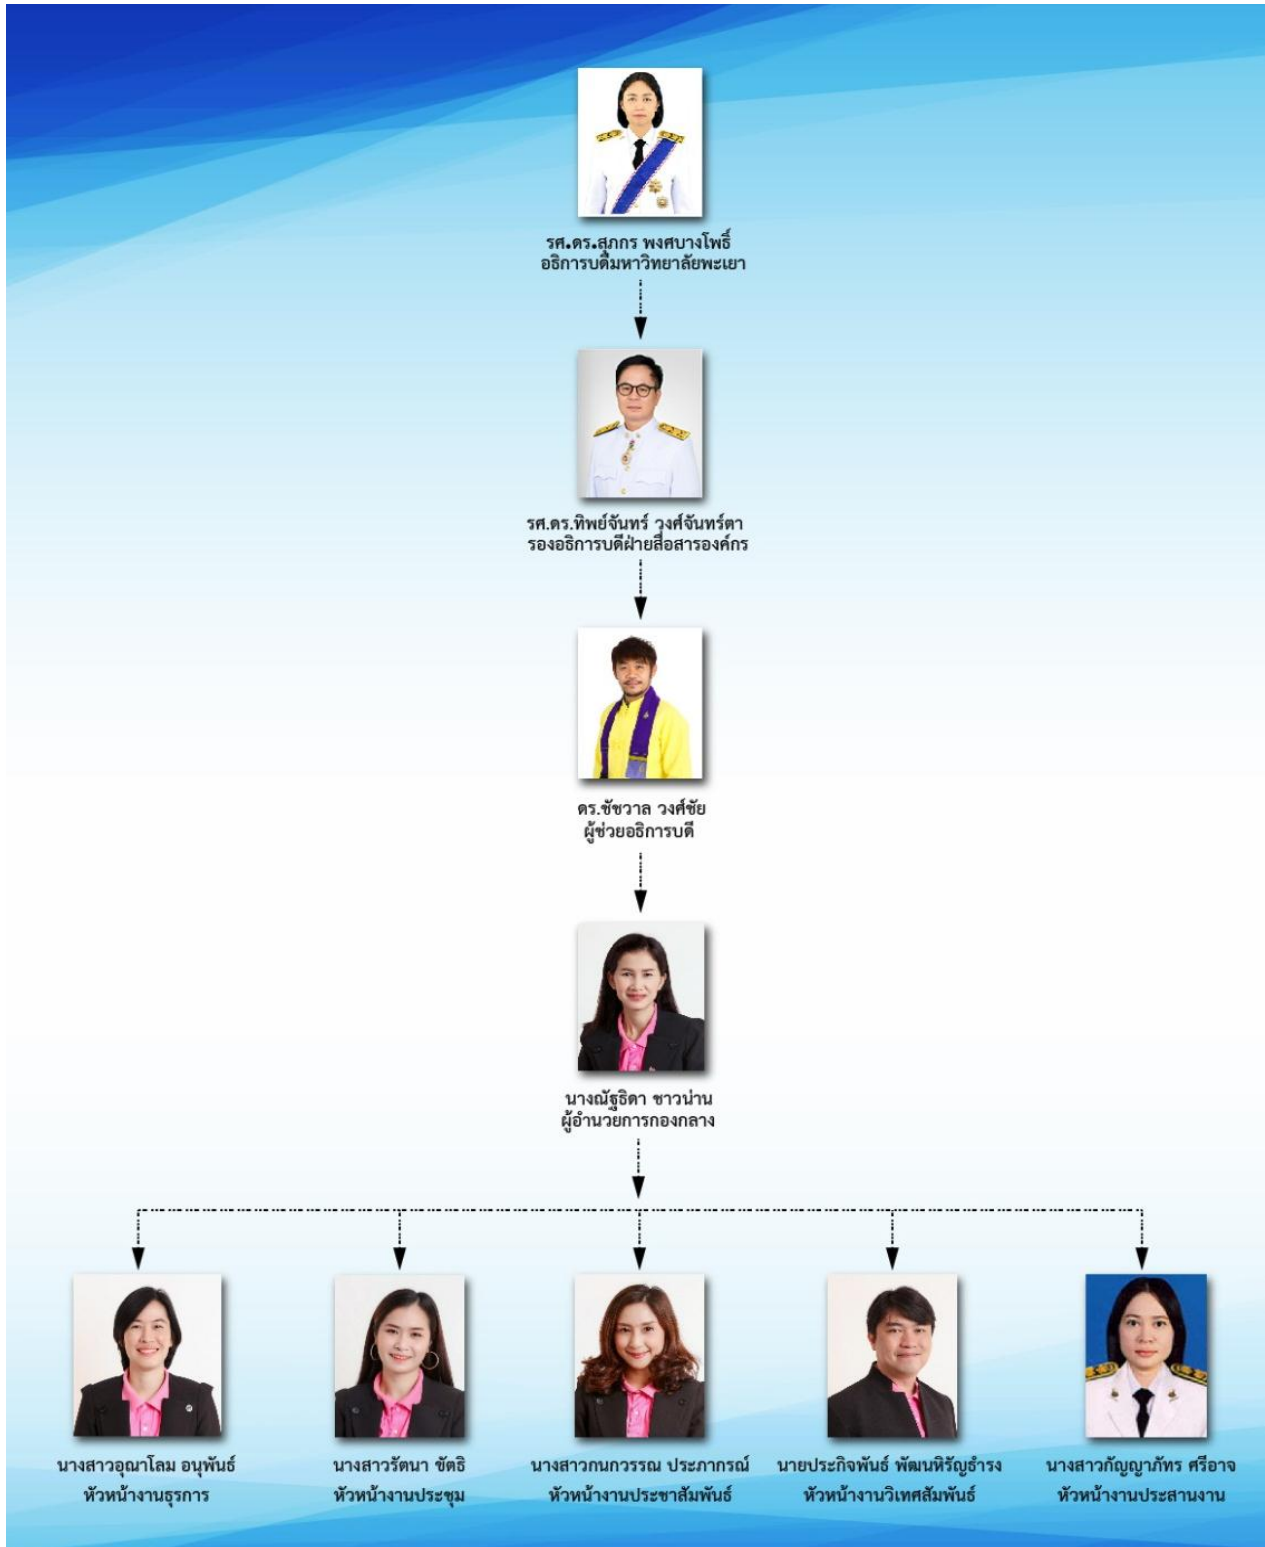 รศ.ดร.สุภกร พงศบางโพธิ์
อธิการบดีมหาวิทยาลัยพะเยา
รศ.ดร.ทิพย์จันทร์ วงศ์จันทร์ตา
รองอธิการบดีฝ่ายสื่อสารองค์กร
ดร.ชัชวาล วงศ์ชัย
ผู้ช่วยอธิการบดี
นางณัฐธิดา ชาวน่าน
ผู้อำนวยการกองกลาง
นางสาวอุณาโลม อนุพันธ์
หัวหน้างานธุรการ
นางสาวรัตนา ขัตธิ
หัวหน้างานประชุม
นางสาวกนกวรรณ ประภากรณ์
หัวหน้างานประชาสัมพันธ์
นายประกิจพันธ์ พัฒนหิรัญธำรง
หัวหน้างานวิเทศสัมพันธ์
นางสาวกัญญาภัทร ศรีอาจ
หัวหน้างานประสานงาน